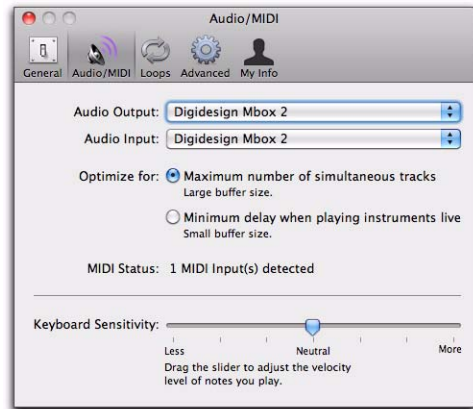 Audio/MIDI
General Audio/MIDI Loops Advanced My Info
Audio Output: Digidesign Mbox 2
Audio Input: Digidesign Mbox 2
Optimize for: Maximum number of simultaneous tracks
Large buffer size.
Minimum delay when playing instruments live
Small buffer size.
MIDI Status: 1 MIDI Input(s) detected
Keyboard Sensitivity:
Less Neutral More
Drag the slider to adjust the velocity
level of notes you play.